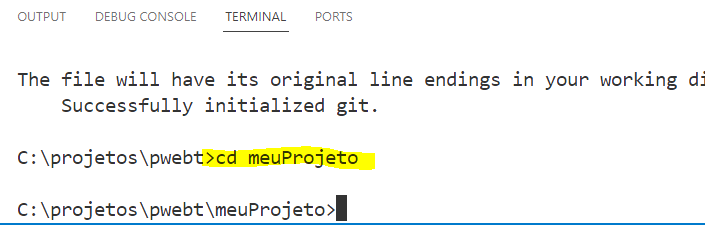 OUTPUT DEBUG CONSOLE TERMINAL PORTS
The file will have its original line endings in your working
Successfully initialized git.
C:\projetos\pwebt>cd meuProjeto
C:\projetos\pwebt\meuProjeto>